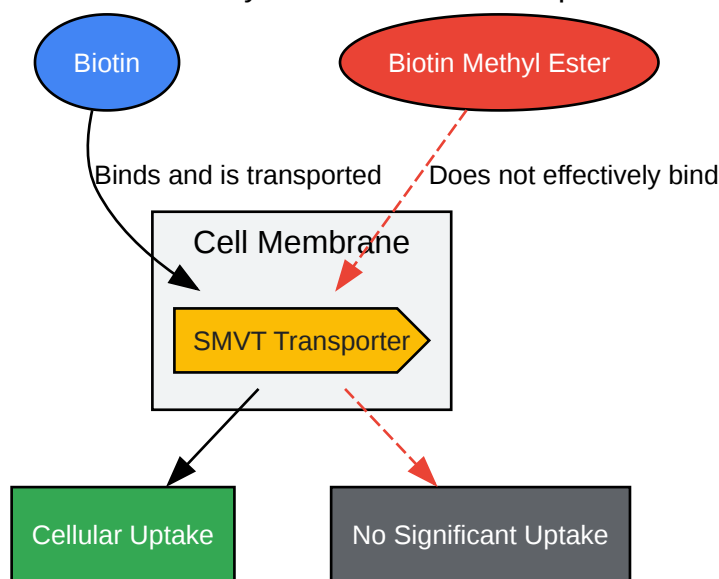 Biotin
Biotin Methyl Ester
Binds and is transported
Does not effectively bind
Cell Membrane
SMVT Transporter
Cellular Uptake
No Significant Uptake